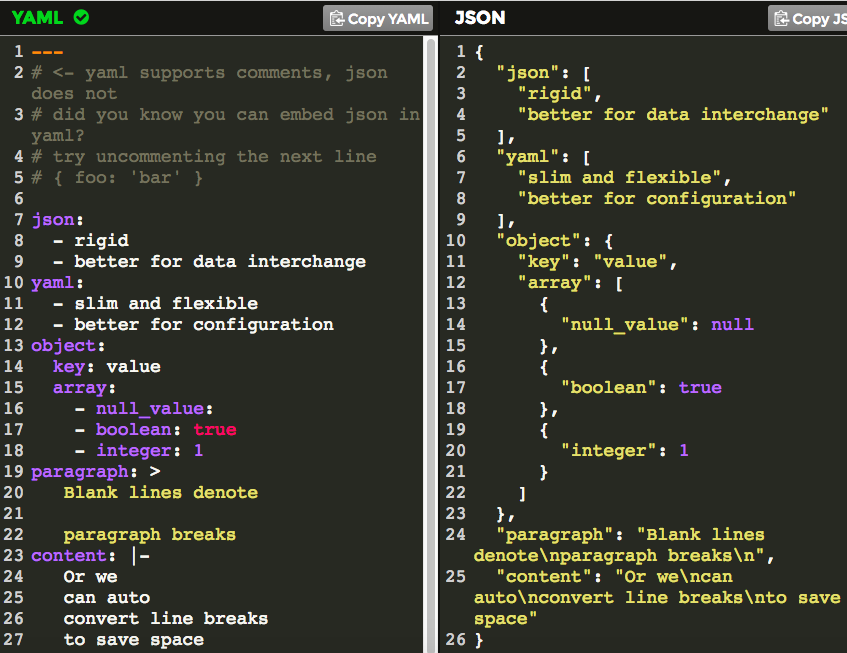 YAML
Copy YAML
1 ---
2 # <- yaml supports comments, json
does not
3 # did you know you can embed json in
yaml?
4 # try uncommenting the next line
5 # { foo: 'bar' }
6
7 json:
8   - rigid
9   - better for data interchange
10 yaml:
11   - slim and flexible
12   - better for configuration
13 object:
14   key: value
15   array:
16     - null_value:
17     - boolean: true
18     - integer: 1
19 paragraph: >
20    Blank lines denote
21
22    paragraph breaks
23 content: |-
24    Or we
25    can auto
26    convert line breaks
27    to save space
JSON
Copy JS
1 {
2   "json": [
3     "rigid",
4     "better for data interchange"
5   ],
6   "yaml": [
7     "slim and flexible",
8     "better for configuration"
9   ],
10   "object": {
11     "key": "value",
12     "array": [
13       {
14         "null_value": null
15       },
16       {
17         "boolean": true
18       },
19       {
20         "integer": 1
21       }
22     ]
23   },
24   "paragraph": "Blank lines
denote\nparagraph breaks\n",
25   "content": "Or we\ncan
auto\nconvert line breaks\nto save
space"
26 }